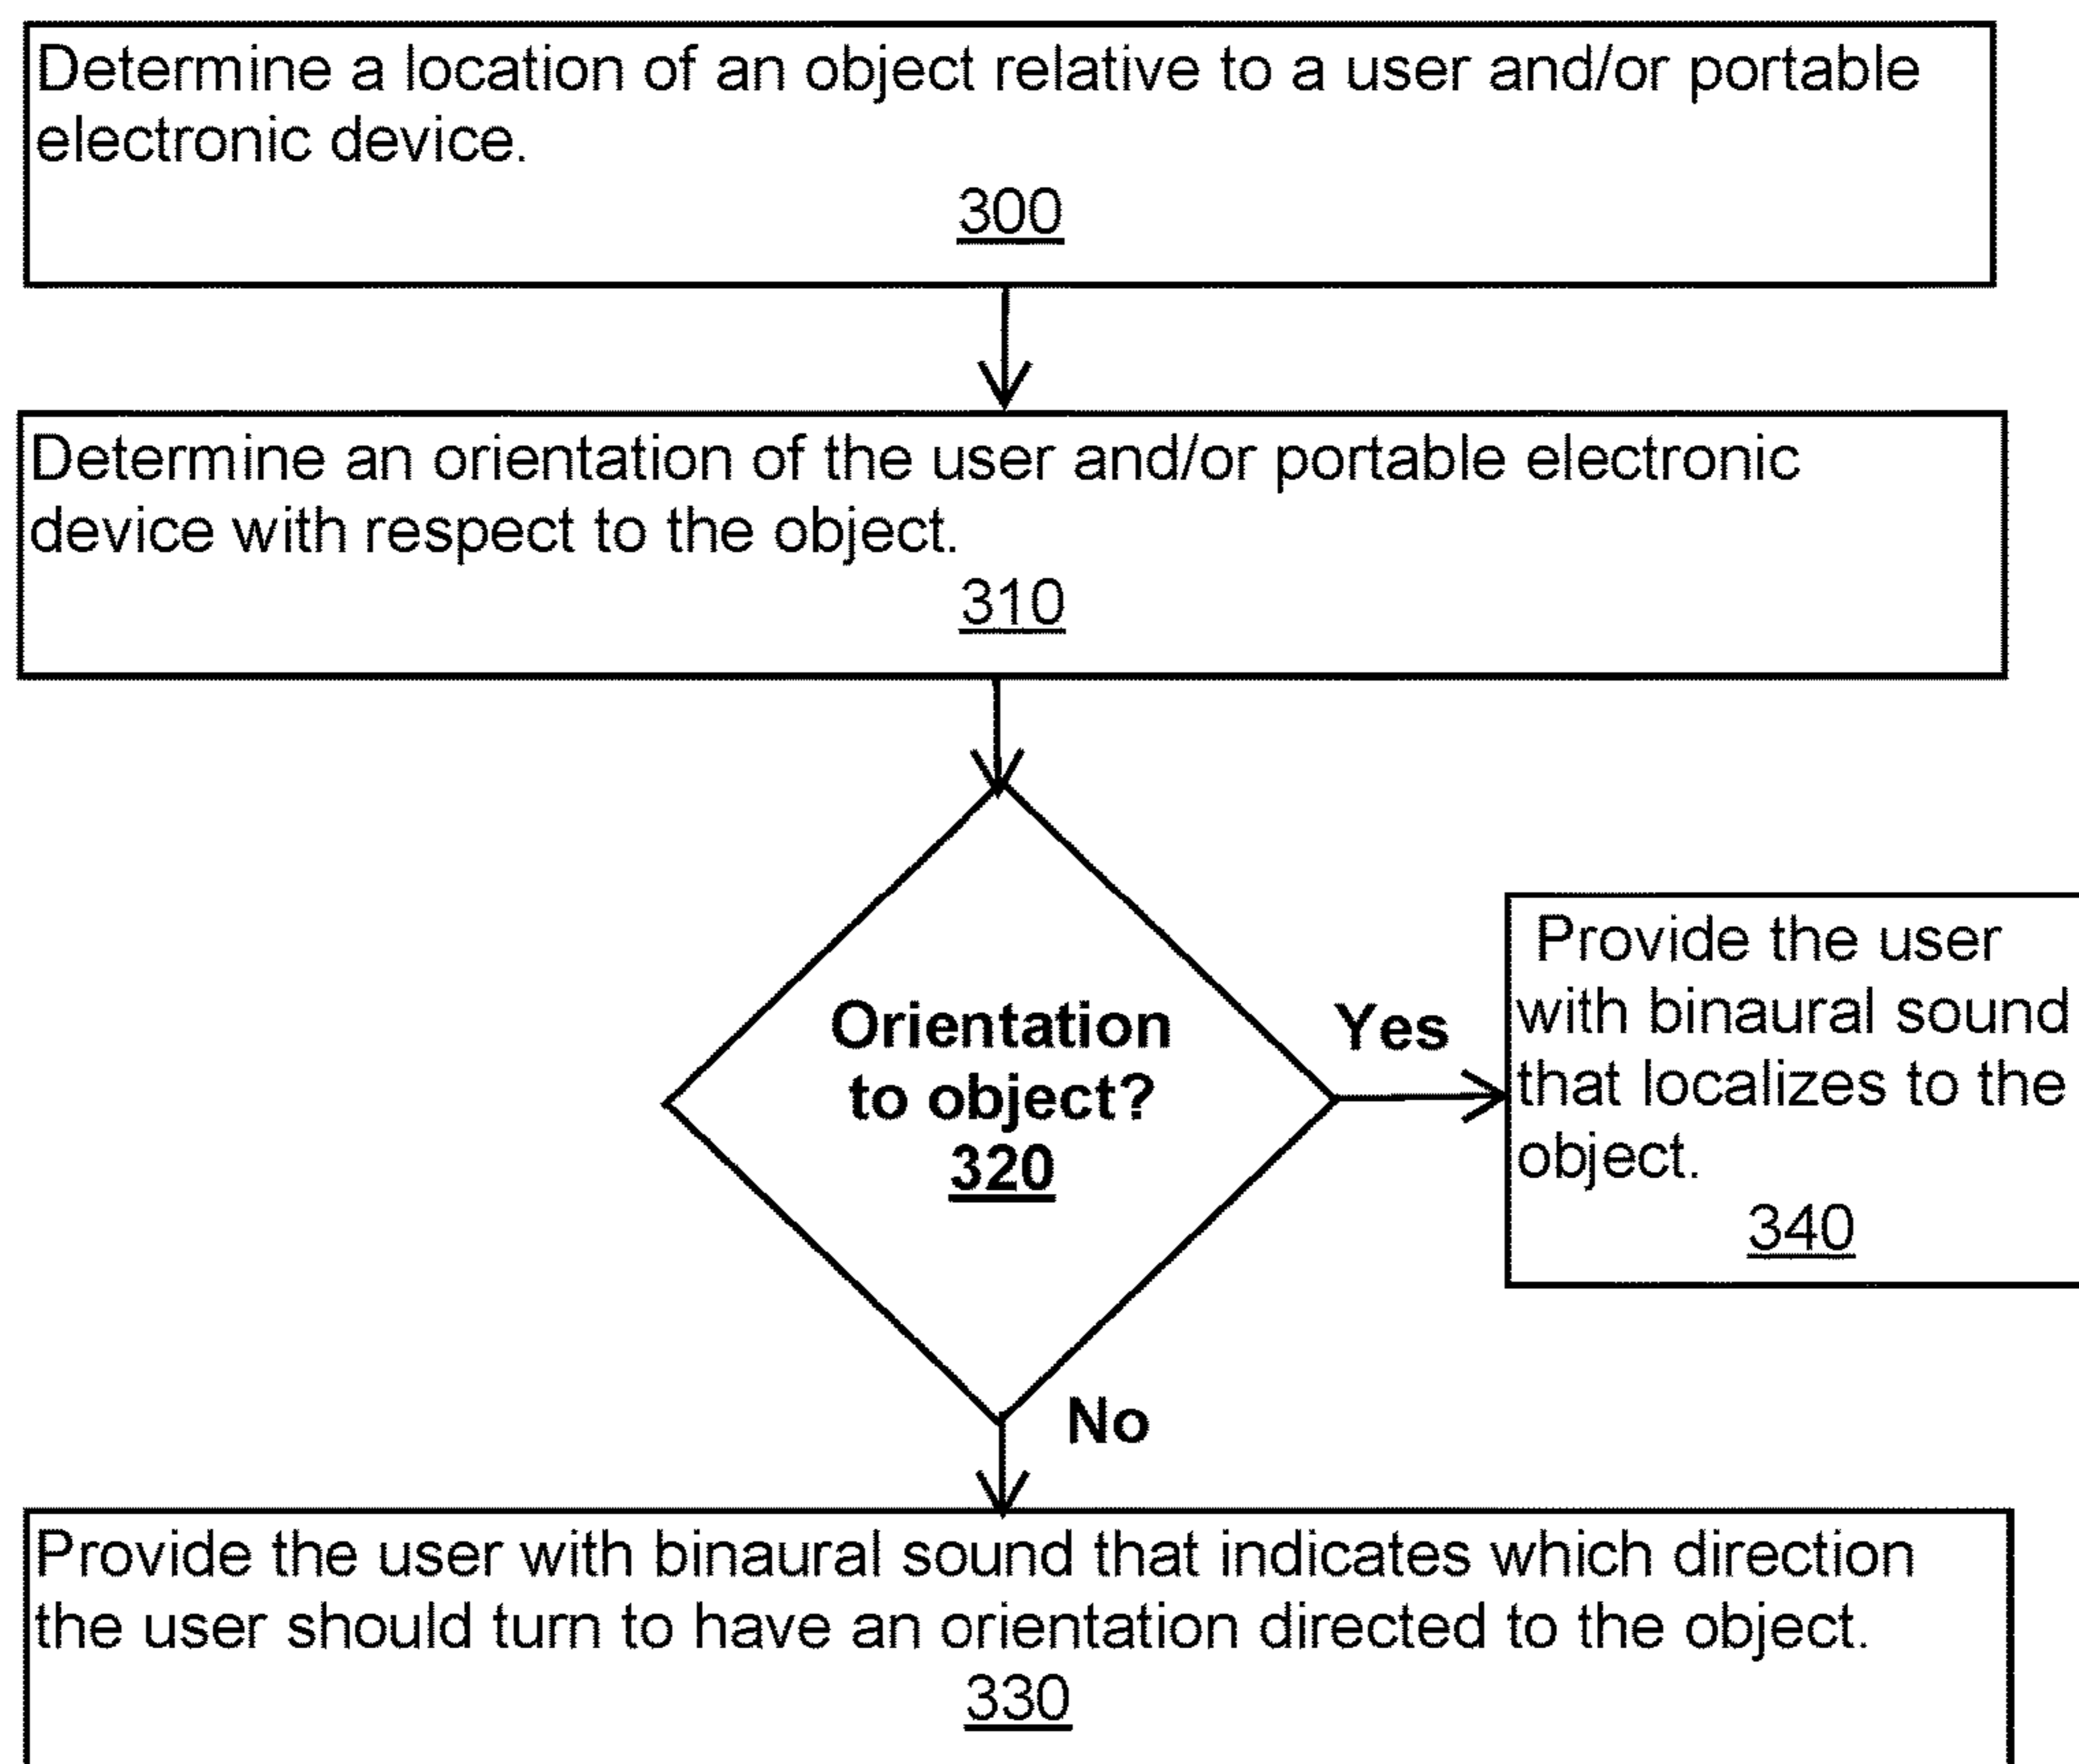 Determine a location of an object relative to a user and/or portable
electronic device.
300
Determine an orientation of the user and/or portable electronic
device with respect to the object.
310
Orientation
to object?
320
Yes
Provide the user
with binaural sound
that localizes to the
object.
340
No
Provide the user with binaural sound that indicates which direction
the user should turn to have an orientation directed to the object.
330